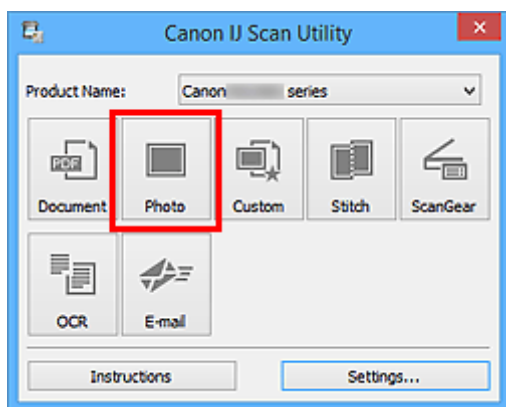 Canon IJ Scan Utility
Product Name: Canon series
PDF
Document Photo Custom Stitch ScanGear
OCR E-mail
Instructions Settings...